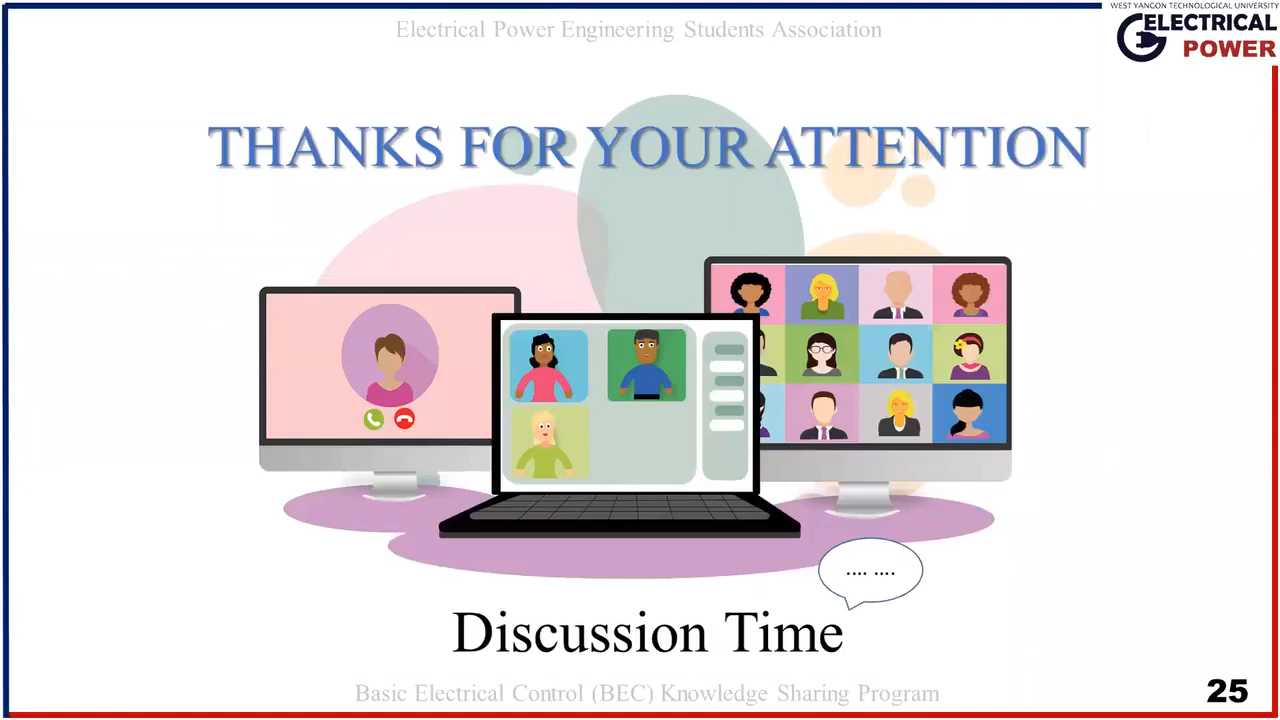 WEST YANGON TECHNOLOGICAL UNIVERSITY
Electrical Power Engineering Students Association
ELECTRICAL
POWER
THANKS FOR YOUR ATTENTION
.... ....
Discussion Time
Basic Electrical Control (BEC) Knowledge Sharing Program
25